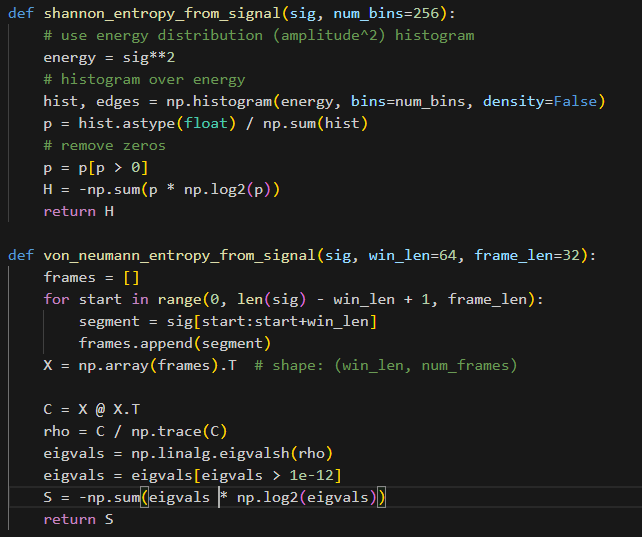 def shannon_entropy_from_signal(sig, num_bins=256):
    # use energy distribution (amplitude^2) histogram
    energy = sig**2
    # histogram over energy
    hist, edges = np.histogram(energy, bins=num_bins, density=False)
    p = hist.astype(float) / np.sum(hist)
    # remove zeros
    p = p[p > 0]
    H = -np.sum(p * np.log2(p))
    return H

def von_neumann_entropy_from_signal(sig, win_len=64, frame_len=32):
    frames = []
    for start in range(0, len(sig) - win_len + 1, frame_len):
        segment = sig[start:start+win_len]
        frames.append(segment)
    X = np.array(frames).T  # shape: (win_len, num_frames)

    C = X @ X.T
    rho = C / np.trace(C)
    eigvals = np.linalg.eigvalsh(rho)
    eigvals = eigvals[eigvals > 1e-12]
    S = -np.sum(eigvals * np.log2(eigvals))
    return S